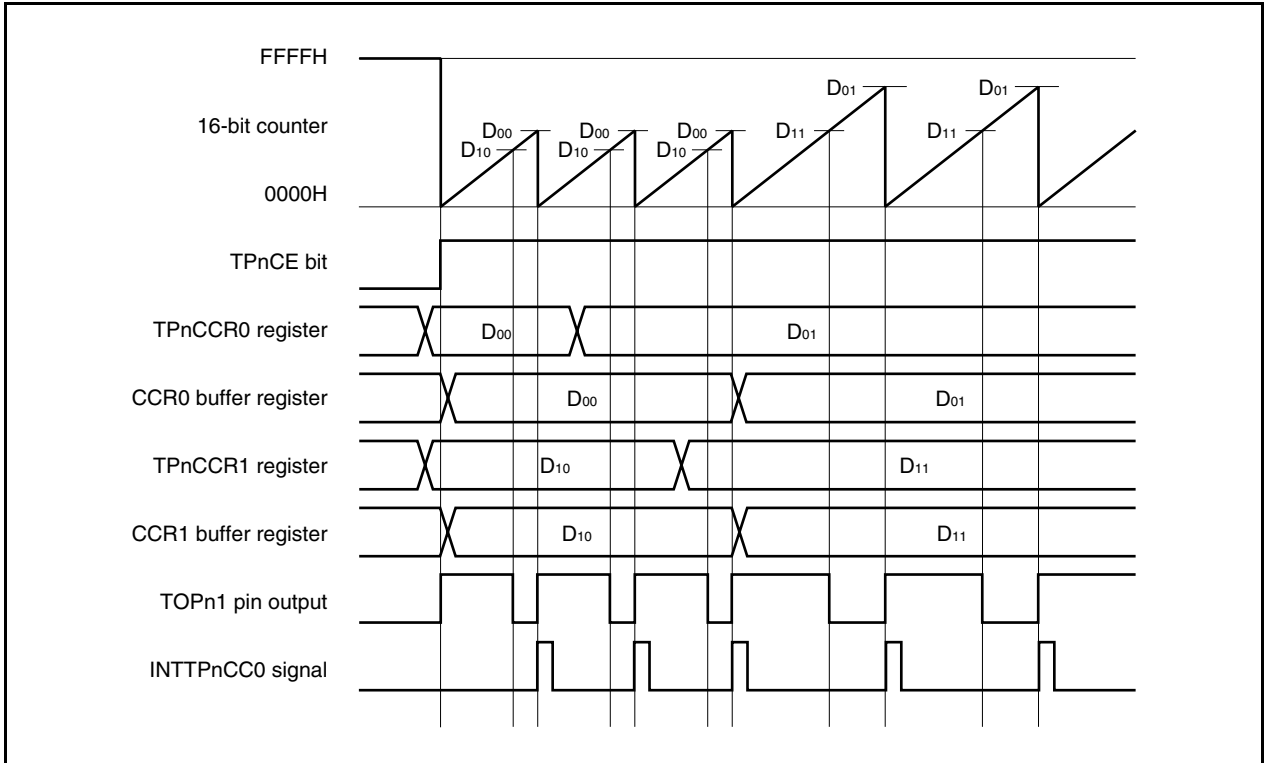 FFFFH
16-bit counter
0000H
D00 D00 D00 D01 D01
D10 D10 D10 D11 D11
TPnCE bit
TPnCCR0 register D00 D01
CCR0 buffer register D00 D01
TPnCCR1 register D10 D11
CCR1 buffer register D10 D11
TOPn1 pin output
INTTPnCC0 signal